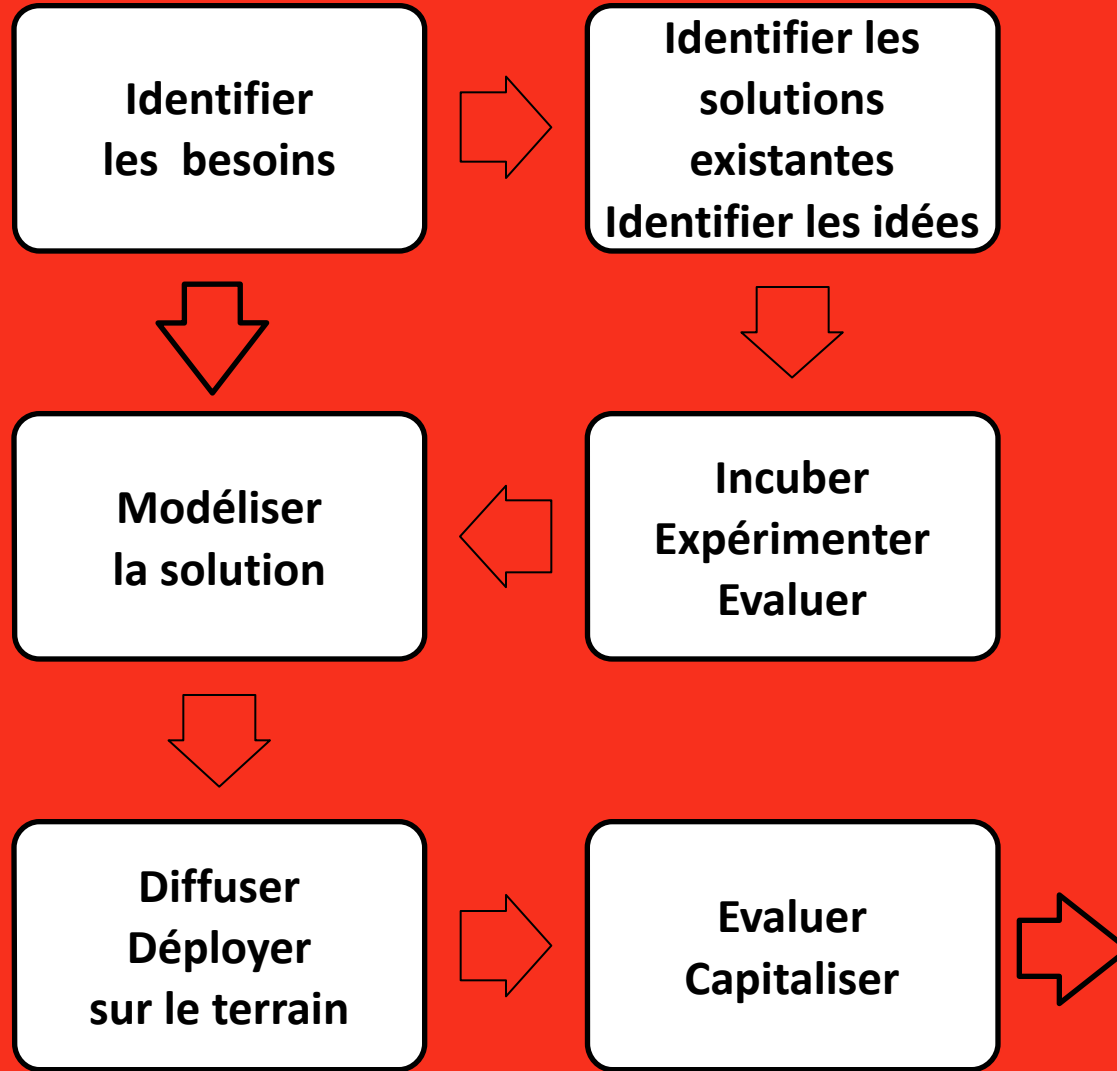 Identifier
les  besoins
Identifier les
solutions
existantes
Identifier les idées
Modéliser
la solution
Incuber
Expérimenter
Evaluer
Diffuser
Déployer
sur le terrain
Evaluer
Capitaliser